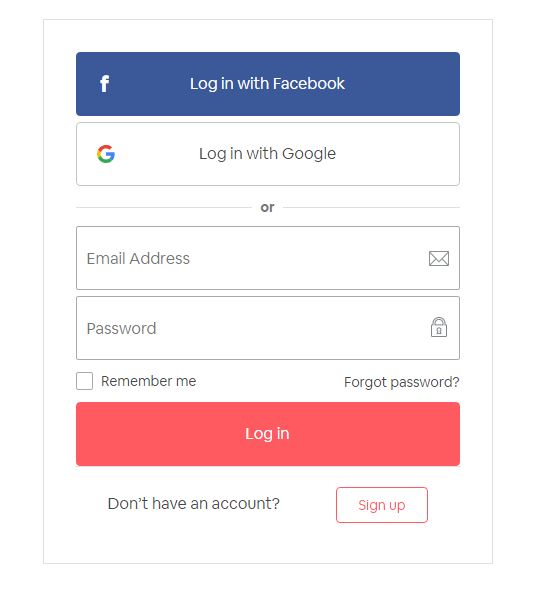 Log in with Facebook
Log in with Google
or
Email Address
Password
Remember me Forgot password?
Log in
Don’t have an account? Sign up